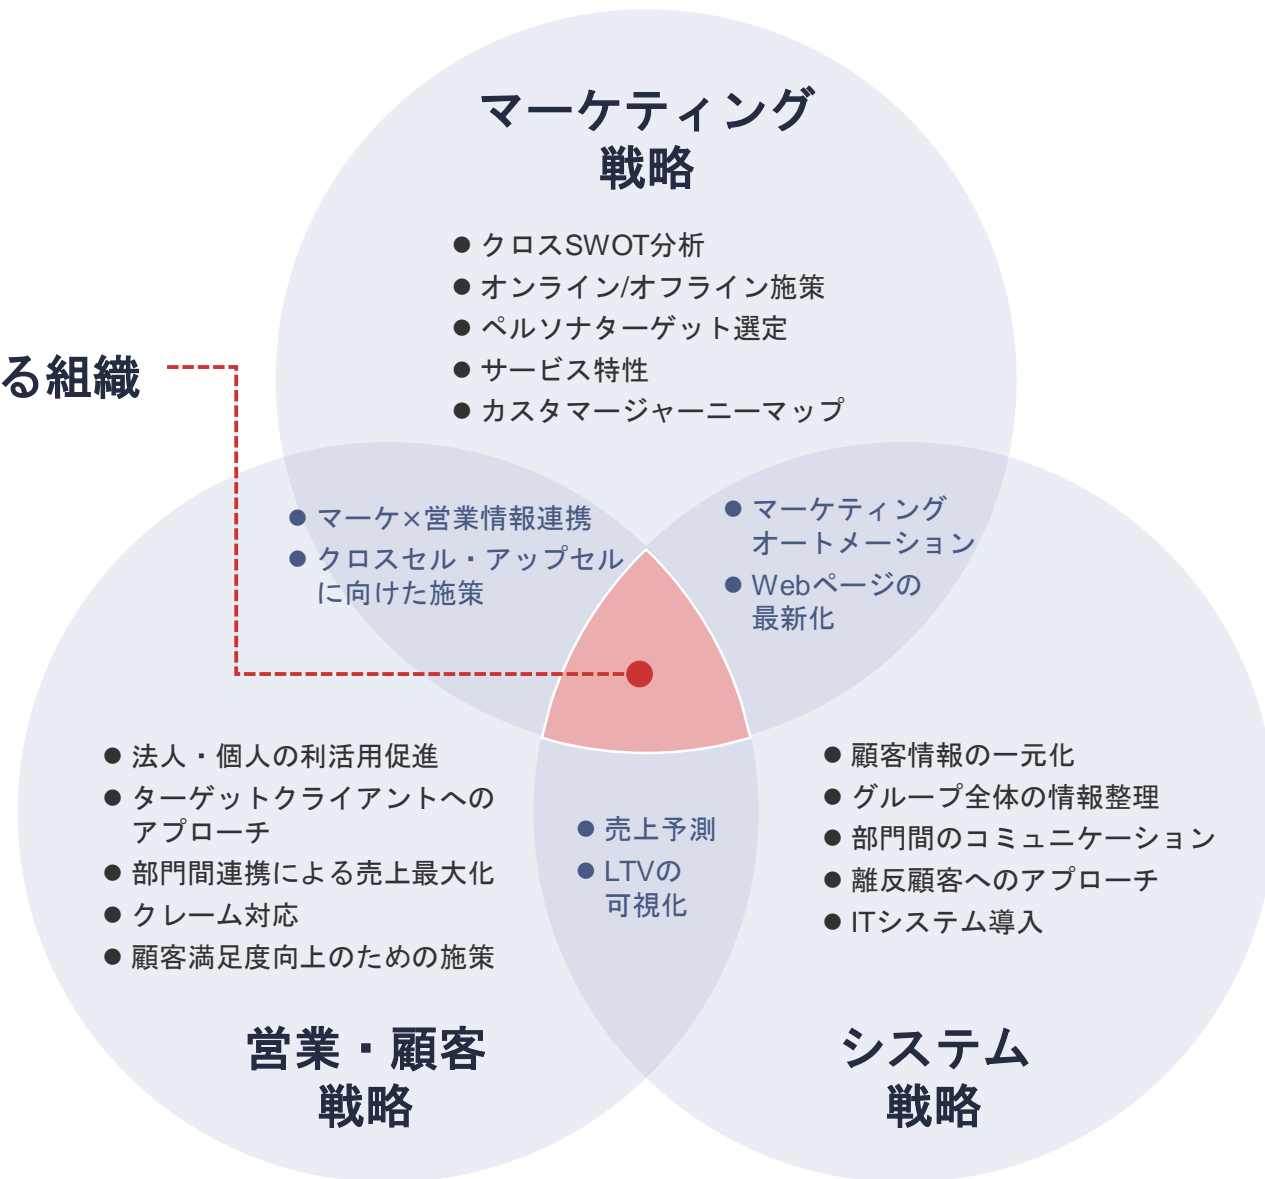 マーケティング
戦略
● クロスSWOT分析
● オンライン/オフライン施策
● ペルソナターゲット選定
● サービス特性
● カスタマージャーニーマップ
る組織
● マーケ×営業情報連携
● クロスセル・アップセル
に向けた施策
● マーケティング
オートメーション
● Webページの
最新化
● 法人・個人の利活用促進
● ターゲットクライアントへの
アプローチ
● 部門間連携による売上最大化
● クレーム対応
● 顧客満足度向上のための施策
● 売上予測
● LTVの
可視化
● 顧客情報の一元化
● グループ全体の情報整理
● 部門間のコミュニケーション
● 離反顧客へのアプローチ
● ITシステム導入
営業・顧客
戦略
システム
戦略